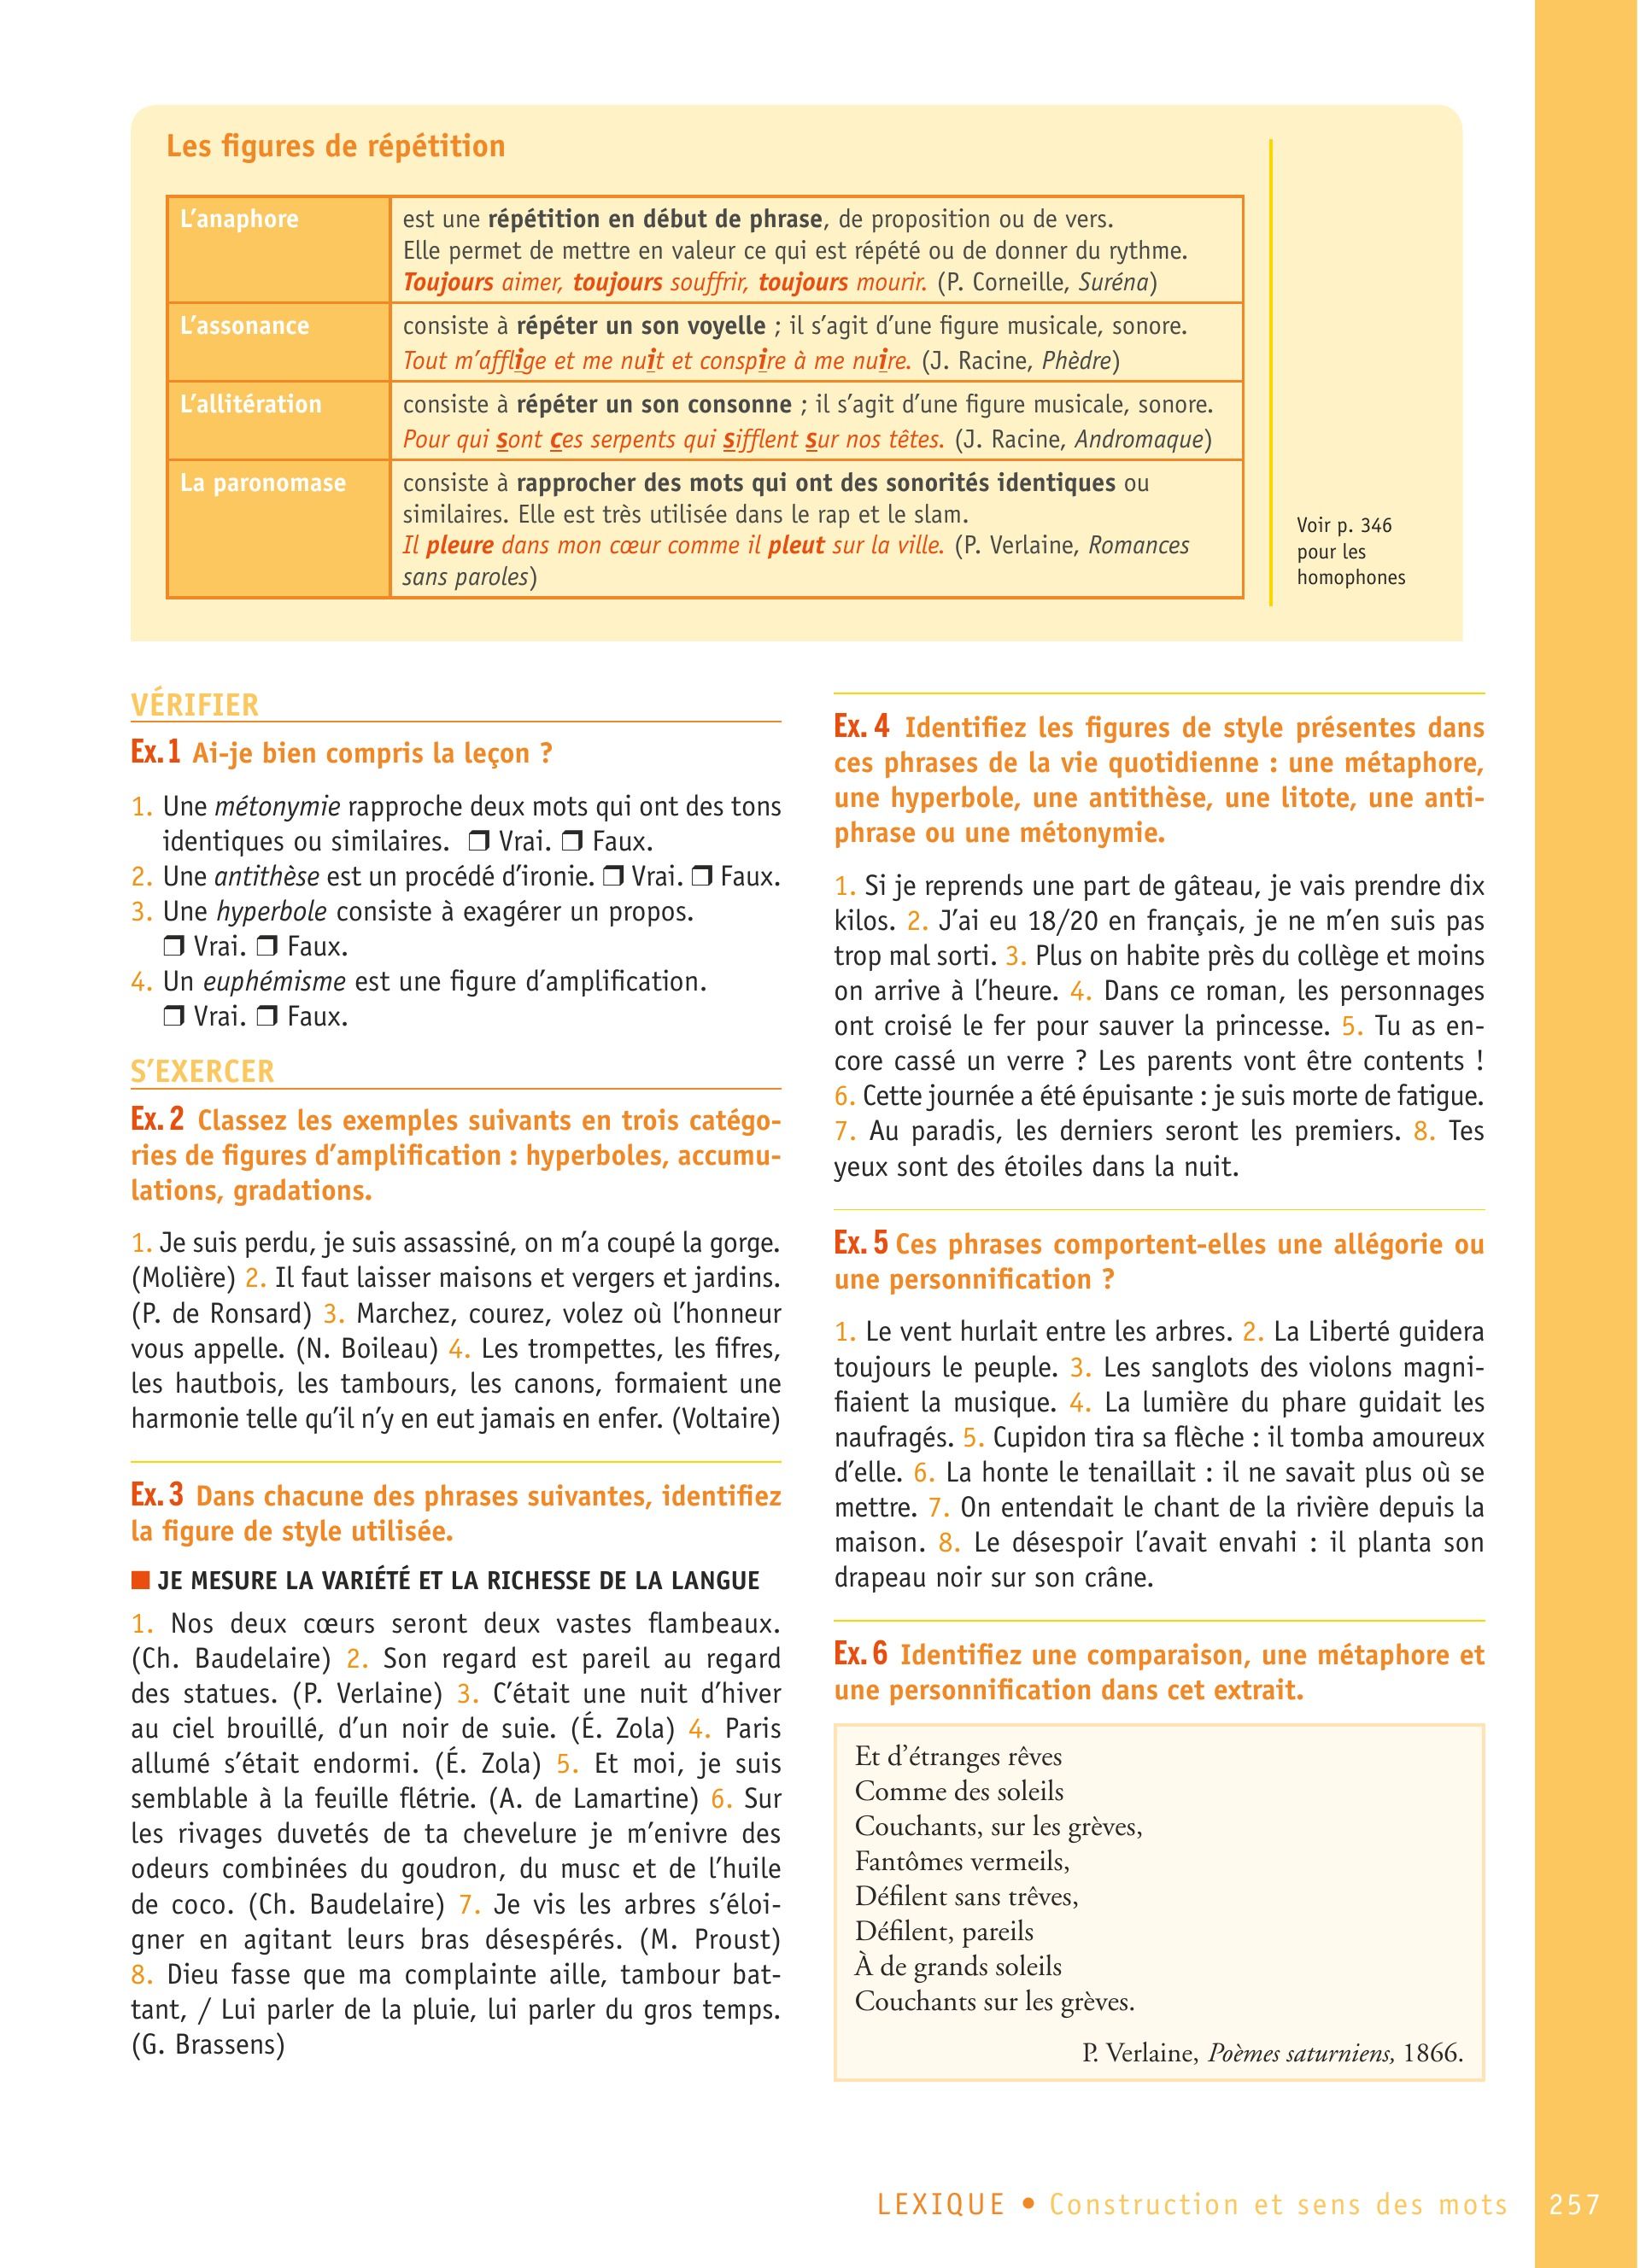 Les figures de répétition
L'anaphore
est une répétition en début de phrase, de proposition ou de vers.
Elle permet de mettre en valeur ce qui est répété ou de donner du rythme.
Toujours aimer, toujours souffrir, toujours mourir. (P. Corneille, Suréna)
L'assonance
consiste à répéter un son voyelle ; il s'agit d'une figure musicale, sonore.
Tout m'afflige et me nuit et conspire à me nuire. (J. Racine, Phèdre)
L'allitération
consiste à répéter un son consonne ; il s'agit d'une figure musicale, sonore.
Pour qui sont ces serpents qui sifflent sur nos têtes. (J. Racine, Andromaque)
La paronomase
consiste à rapprocher des mots qui ont des sonorités identiques ou
similaires. Elle est très utilisée dans le rap et le slam.
Il pleure dans mon cœur comme il pleut sur la ville. (P. Verlaine, Romances
sans paroles)
Voir p. 346
pour les
homophones
VÉRIFIER
Ex. 1 Ai-je bien compris la leçon ?
1. Une métonymie rapproche deux mots qui ont des tons
identiques ou similaires. ❒ Vrai. ❒ Faux.
2. Une antithèse est un procédé d'ironie. ❒ Vrai. ❒ Faux.
3. Une hyperbole consiste à exagérer un propos.
❒ Vrai. ❒ Faux.
4. Un euphémisme est une figure d'amplification.
❒ Vrai. ❒ Faux.
S'EXERCER
Ex. 2 Classez les exemples suivants en trois catégo-
ries de figures d'amplification : hyperboles, accumu-
lations, gradations.
1. Je suis perdu, je suis assassiné, on m'a coupé la gorge.
(Molière) 2. Il faut laisser maisons et vergers et jardins.
(P. de Ronsard) 3. Marchez, courez, volez où l'honneur
vous appelle. (N. Boileau) 4. Les trompettes, les fifres,
les hautbois, les tambours, les canons, formaient une
harmonie telle qu'il n'y en eut jamais en enfer. (Voltaire)
Ex. 3 Dans chacune des phrases suivantes, identifiez
la figure de style utilisée.
■ JE MESURE LA VARIÉTÉ ET LA RICHESSE DE LA LANGUE
1. Nos deux cœurs seront deux vastes flambeaux.
(Ch. Baudelaire) 2. Son regard est pareil au regard
des statues. (P. Verlaine) 3. C'était une nuit d'hiver
au ciel brouillé, d'un noir de suie. (É. Zola) 4. Paris
allumé s'était endormi. (É. Zola) 5. Et moi, je suis
semblable à la feuille flétrie. (A. de Lamartine) 6. Sur
les rivages duvetés de ta chevelure je m'enivre des
odeurs combinées du goudron, du musc et de l'huile
de coco. (Ch. Baudelaire) 7. Je vis les arbres s'éloi-
gner en agitant leurs bras désespérés. (M. Proust)
8. Dieu fasse que ma complainte aille, tambour bat-
tant, / Lui parler de la pluie, lui parler du gros temps.
(G. Brassens)
Ex. 4 Identifiez les figures de style présentes dans
ces phrases de la vie quotidienne : une métaphore,
une hyperbole, une antithèse, une litote, une anti-
phrase ou une métonymie.
1. Si je reprends une part de gâteau, je vais prendre dix
kilos. 2. J'ai eu 18/20 en français, je ne m'en suis pas
trop mal sorti. 3. Plus on habite près du collège et moins
on arrive à l'heure. 4. Dans ce roman, les personnages
ont croisé le fer pour sauver la princesse. 5. Tu as en-
core cassé un verre ? Les parents vont être contents !
6. Cette journée a été épuisante : je suis morte de fatigue.
7. Au paradis, les derniers seront les premiers. 8. Tes
yeux sont des étoiles dans la nuit.
Ex. 5 Ces phrases comportent-elles une allégorie ou
une personnification ?
1. Le vent hurlait entre les arbres. 2. La Liberté guidera
toujours le peuple. 3. Les sanglots des violons magni-
fiaient la musique. 4. La lumière du phare guidait les
naufragés. 5. Cupidon tira sa flèche : il tomba amoureux
d'elle. 6. La honte le tenaillait : il ne savait plus où se
mettre. 7. On entendait le chant de la rivière depuis la
maison. 8. Le désespoir l'avait envahi : il planta son
drapeau noir sur son crâne.
Ex. 6 Identifiez une comparaison, une métaphore et
une personnification dans cet extrait.
Et d'étranges rêves
Comme des soleils
Couchants, sur les grèves,
Fantômes vermeils,
Défilent sans trêves,
Défilent, pareils
À de grands soleils
Couchants sur les grèves.
P. Verlaine, Poèmes saturniens, 1866.
LEXIQUE • Construction et sens des mots 257